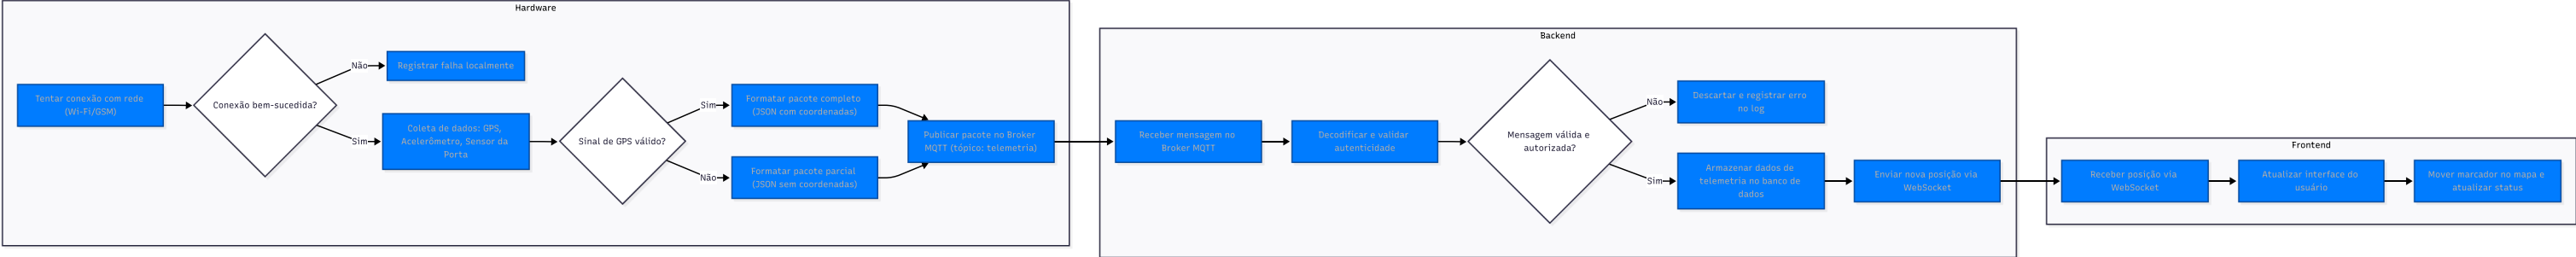 Hardware
Tentar conexão com rede
(Wi-Fi/GSM)
Conexão bem-sucedida?
Não
Registrar falha localmente
Sim
Coleta de dados: GPS,
Acelerômetro, Sensor da
Porta
Sinal de GPS válido?
Sim
Formatar pacote completo
(JSON com coordenadas)
Não
Formatar pacote parcial
(JSON sem coordenadas)
Publicar pacote no Broker
MQTT (tópico: telemetria)
Backend
Receber mensagem no
Broker MQTT
Decodificar e validar
autenticidade
Mensagem válida e
autorizada?
Não
Descartar e registrar erro
no log
Sim
Armazenar dados de
telemetria no banco de
dados
Enviar nova posição via
WebSocket
Frontend
Receber posição via
WebSocket
Atualizar interface do
usuário
Mover marcador no mapa e
atualizar status